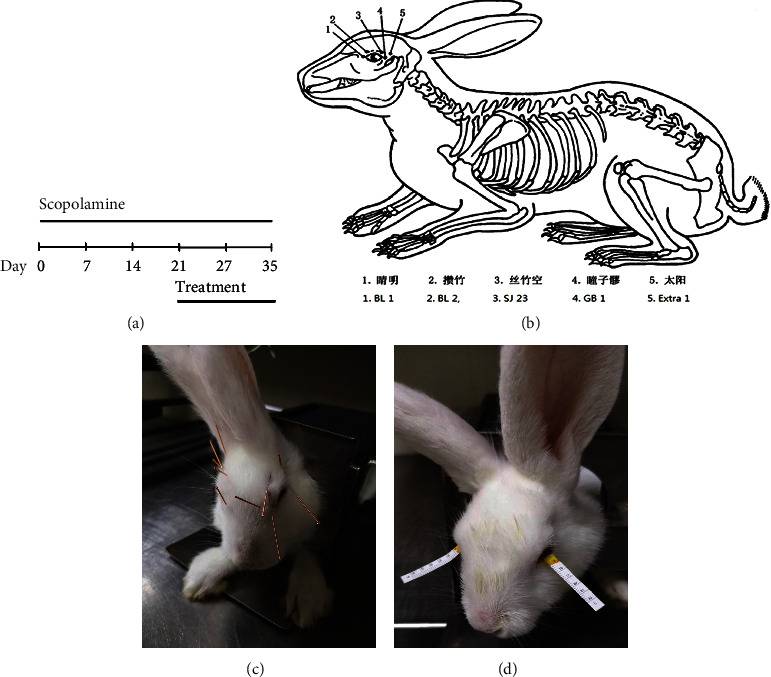 (a)
Scopolamine
Day 0 7 14 21 27 35
Treatment
2 3 4 5
1
1. 睛明 2. 攒竹 3. 丝竹空 4. 瞳子髎 5. 太阳
1. BL 1 2. BL 2, 3. SJ 23 4. GB 1 5. Extra 1
(a) (b)
(c) (d)